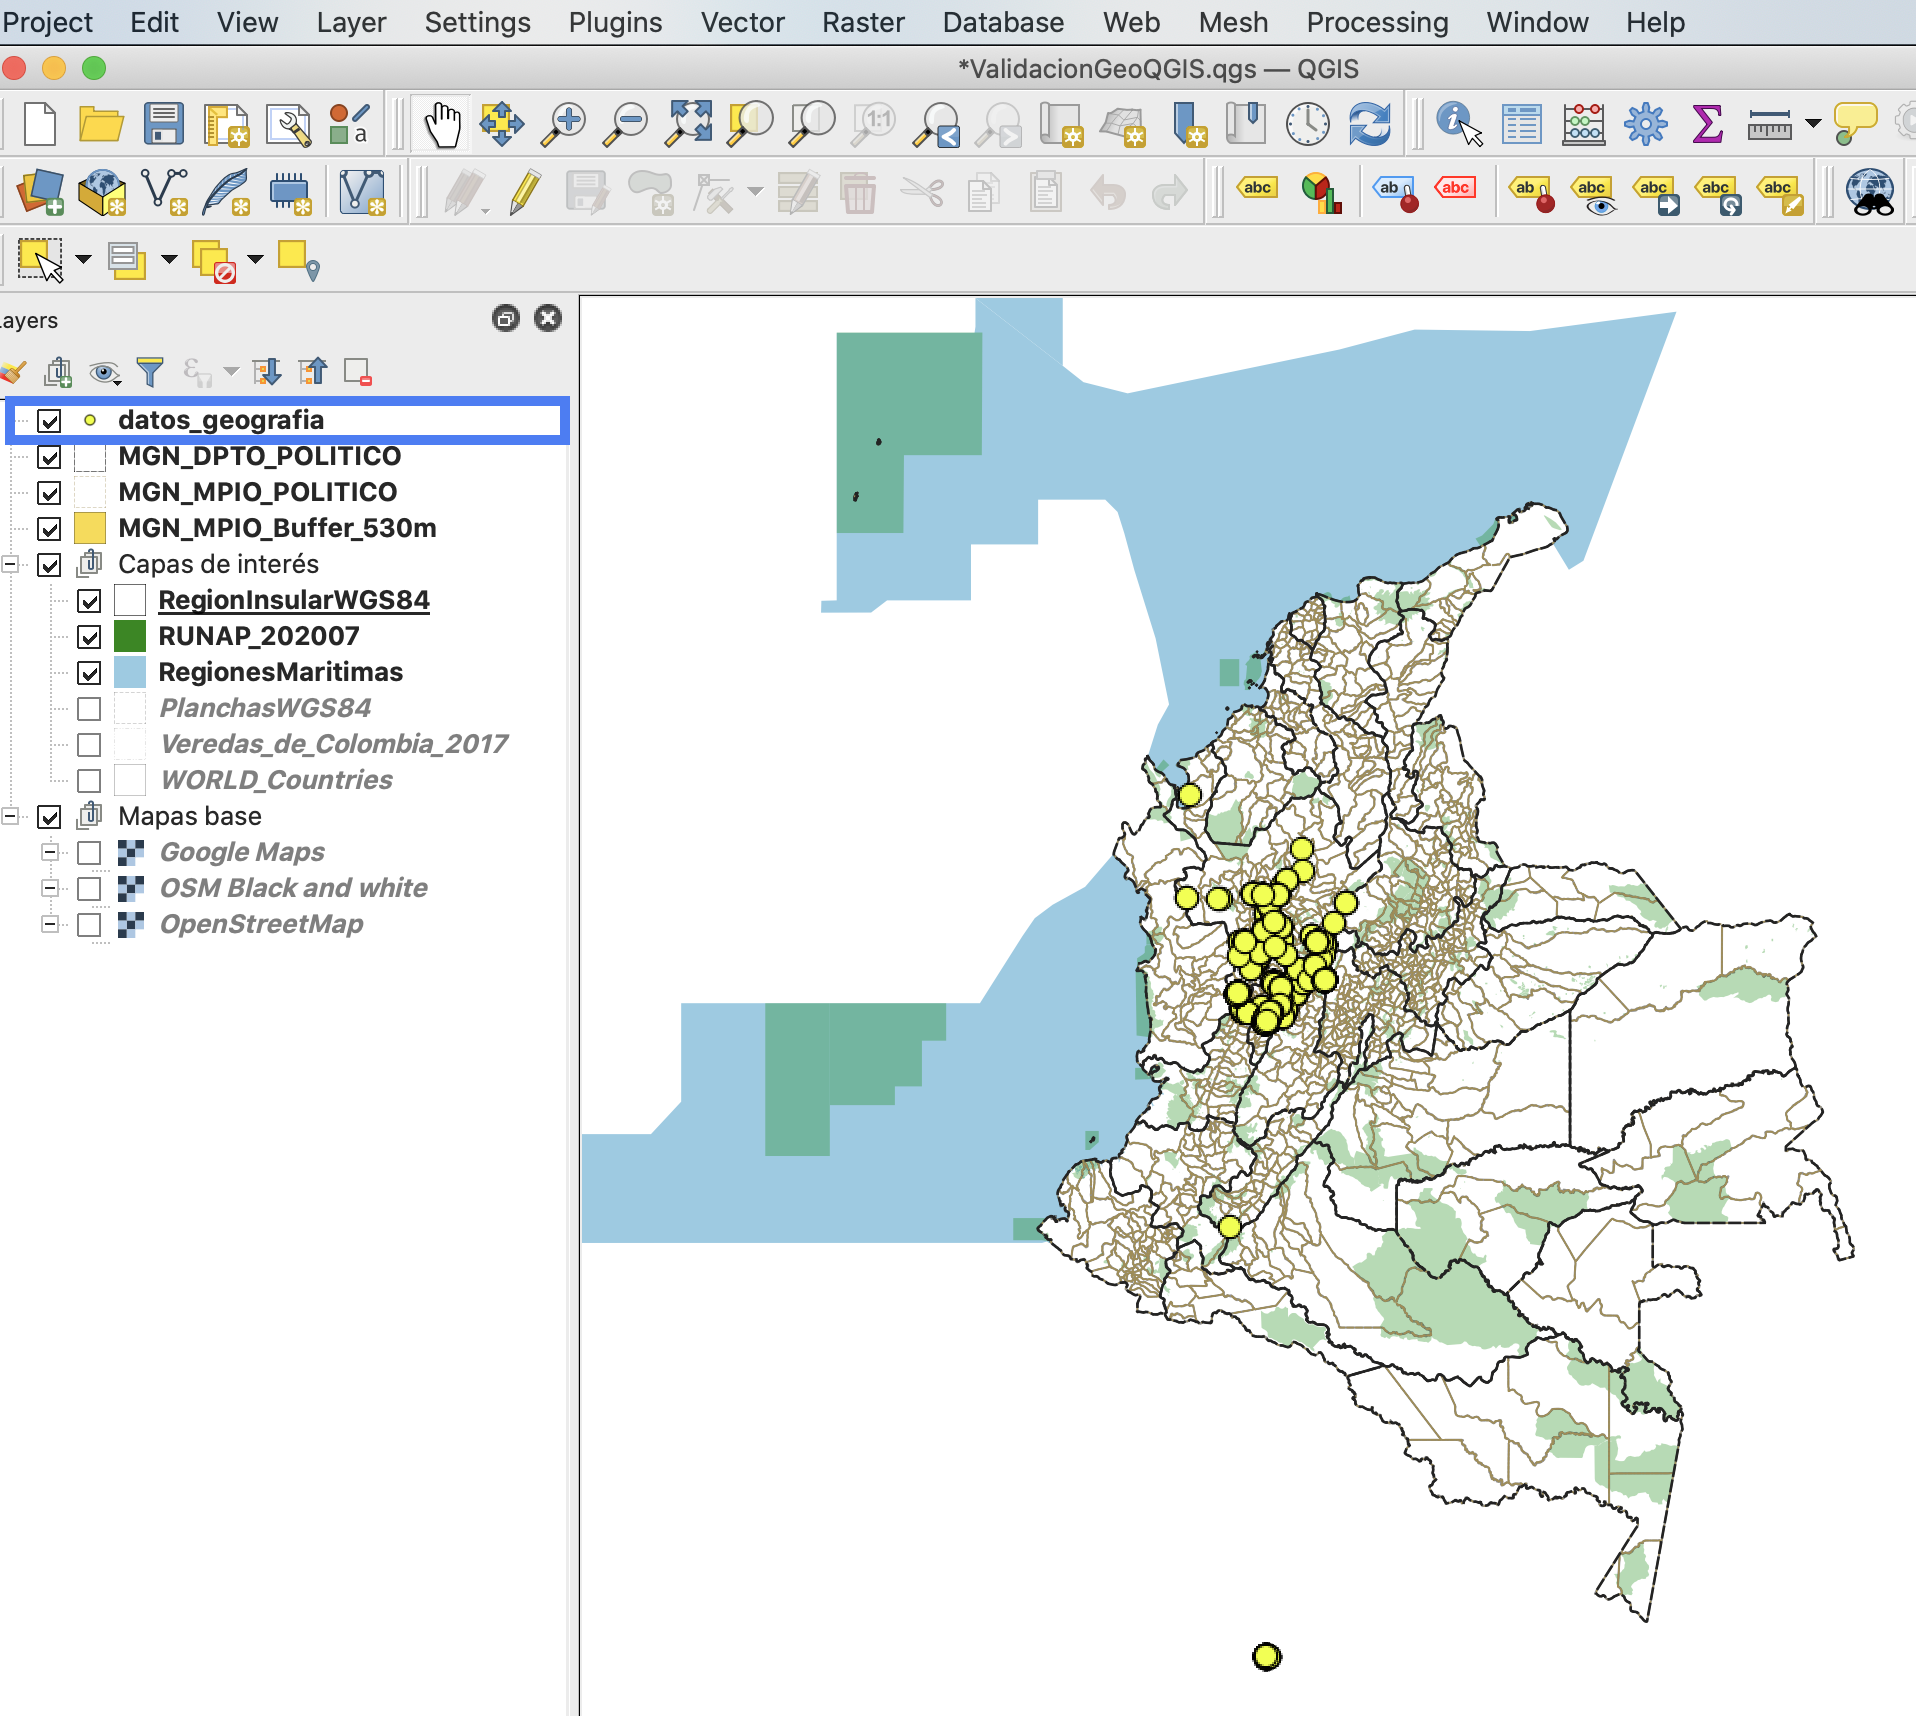 Project Edit View Layer Settings Plugins Vector Raster Database Web Mesh Processing Window Help
*ValidacionGeoQGIS.qgs — QGIS
a 1:1
abc ab abc ab abc abc abc abc
ayers
datos_geografia
MGN_DPTO_POLITICO
MGN_MPIO_POLITICO
MGN_MPIO_Buffer_530m
Capas de interés
RegionInsularWGS84
RUNAP_202007
RegionesMaritimas
PlanchasWGS84
Veredas_de_Colombia_2017
WORLD_Countries
Mapas base
Google Maps
OSM Black and white
OpenStreetMap